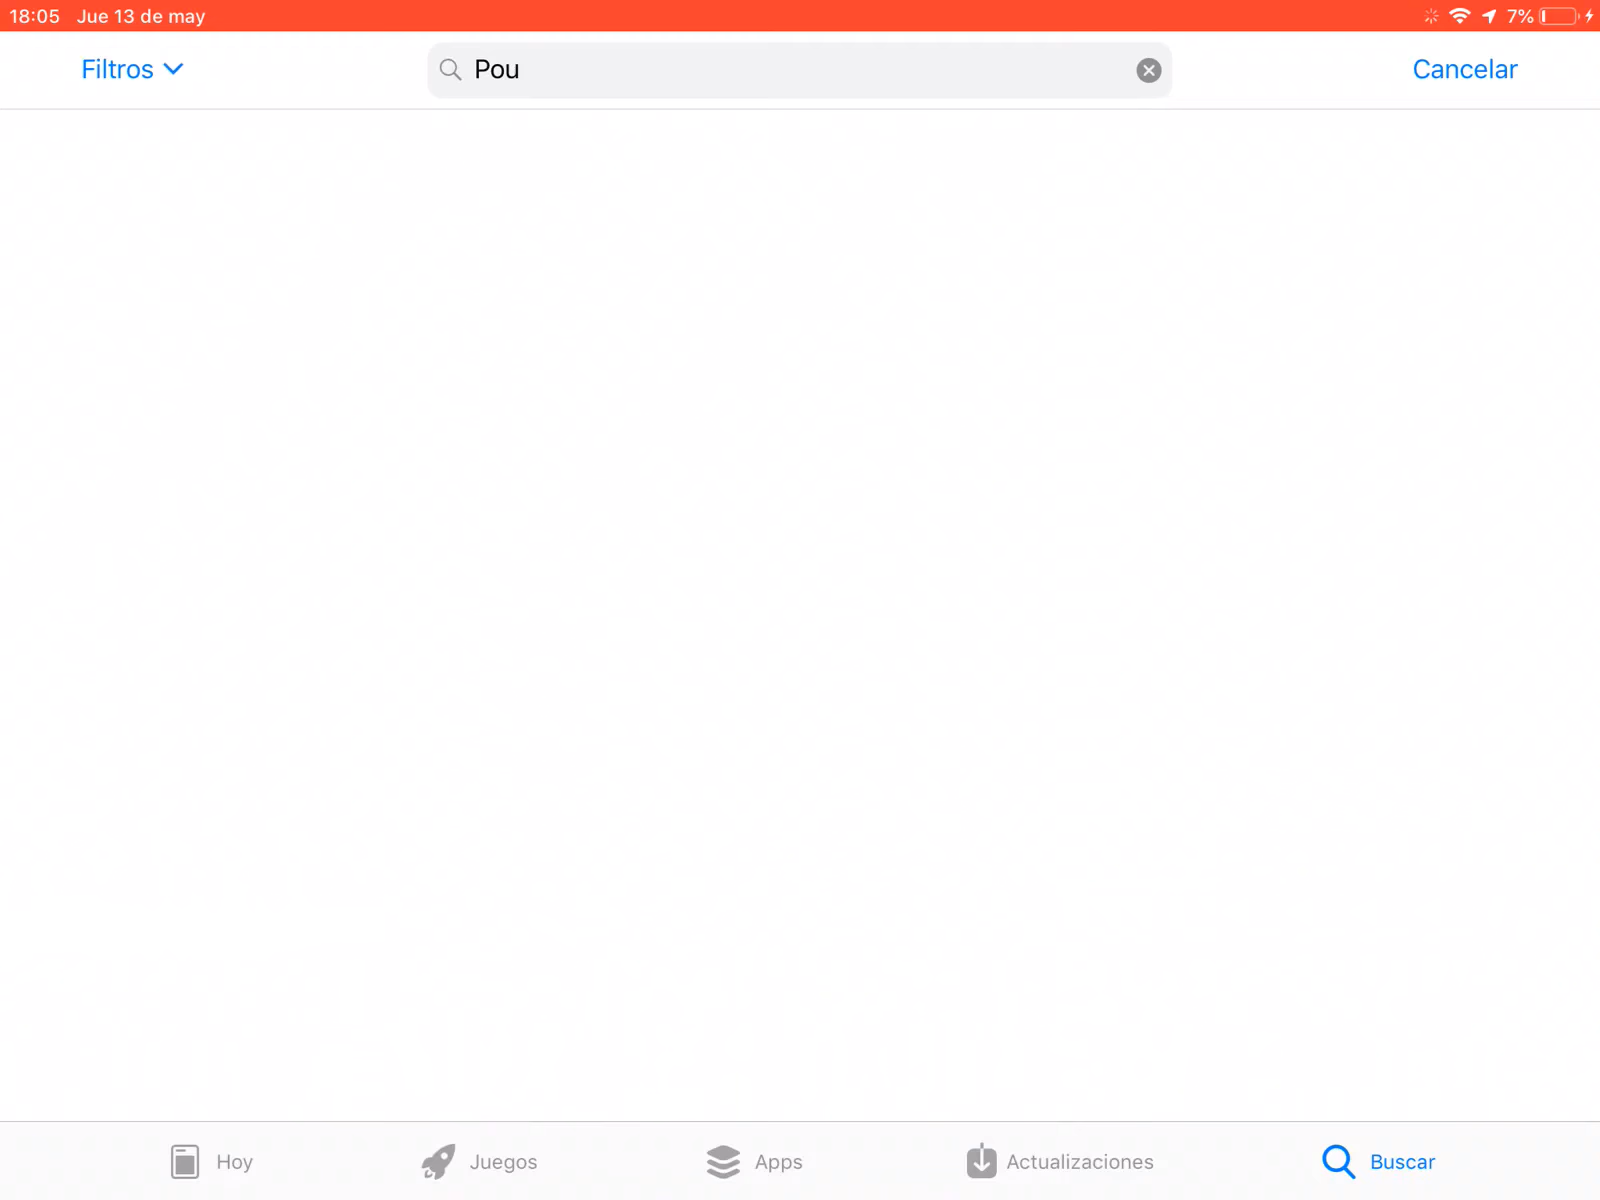 18:05 Jue 13 de may 7%
Filtros Pou Cancelar
Hoy Juegos Apps Actualizaciones Buscar